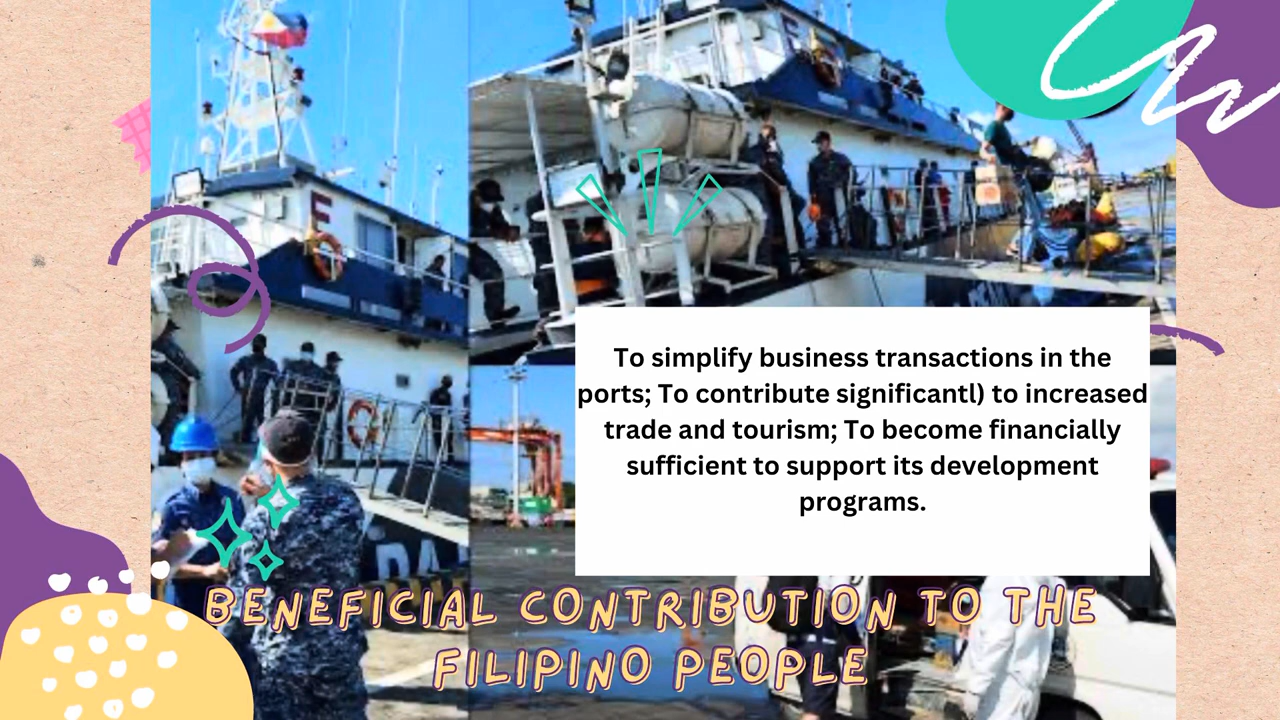 E
F
To simplify business transactions in the
ports; To contribute significantl) to increased
trade and tourism; To become financially
sufficient to support its development
programs.
PA
BENEFICIAL CONTRIBUTION TO THE
FILIPINO PEOPLE